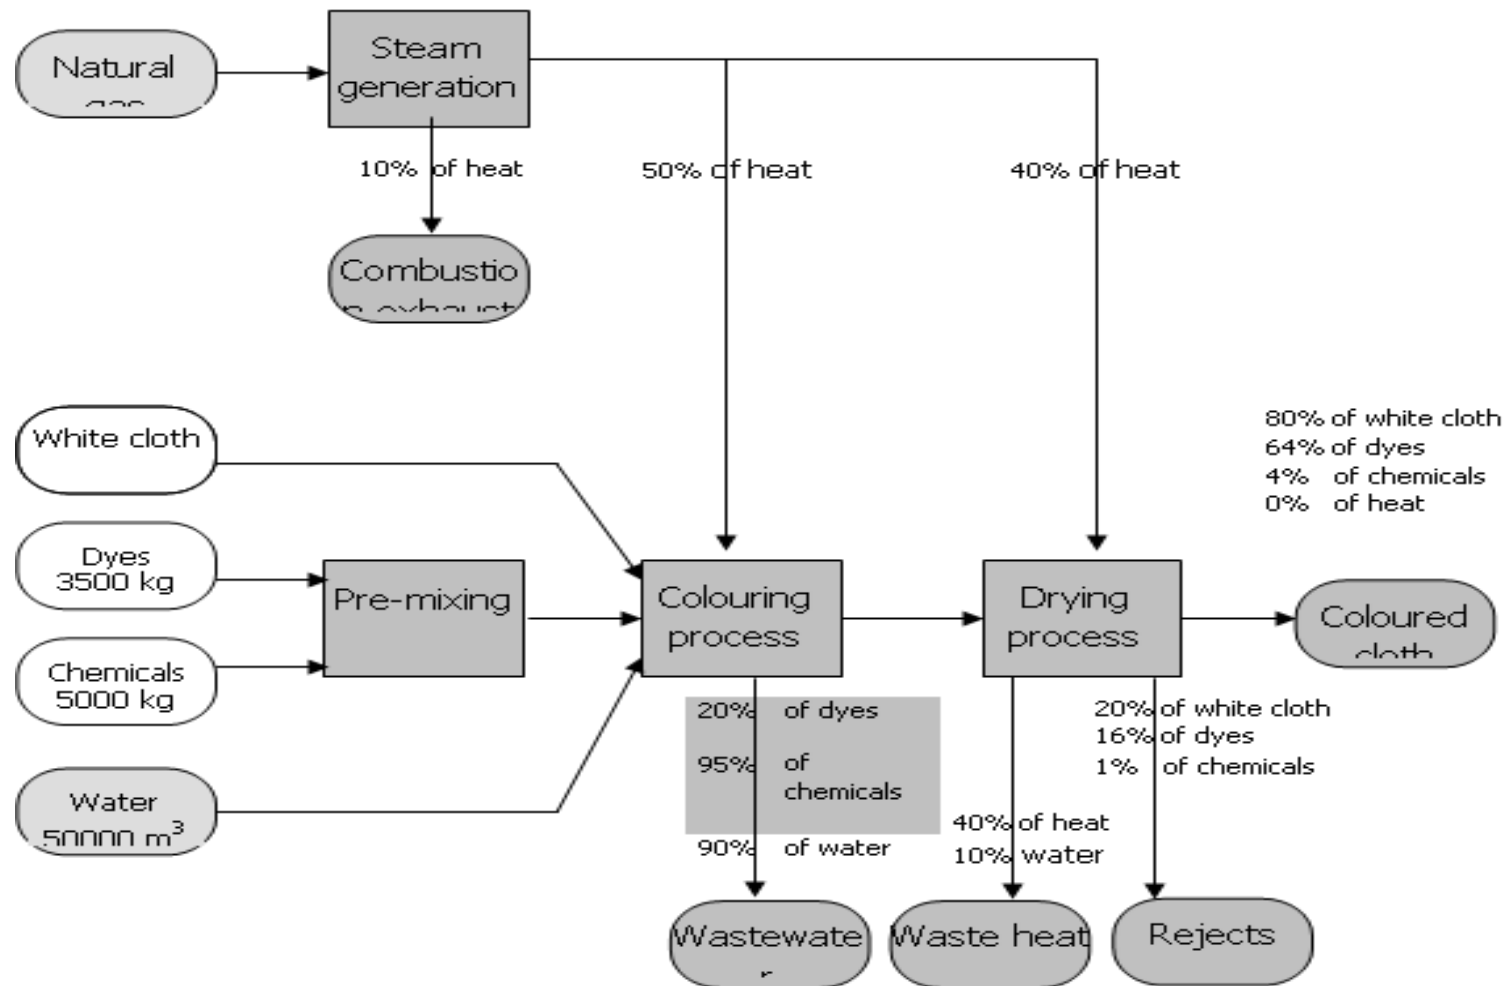 Natural
gas
Steam
generation
10% of heat
50% of heat
40% of heat
Combustio
n exhaust
80% of white cloth
64% of dyes
4% of chemicals
0% of heat
White cloth
Dyes
3500 kg
Chemicals
5000 kg
Water
50000 m³
Pre-mixing
Colouring
process
Drying
process
Coloured
cloth
20% of dyes
95% of
chemicals
90% of water
40% of heat
10% water
20% of white cloth
16% of dyes
1% of chemicals
Wastewate
r
Waste heat
Rejects